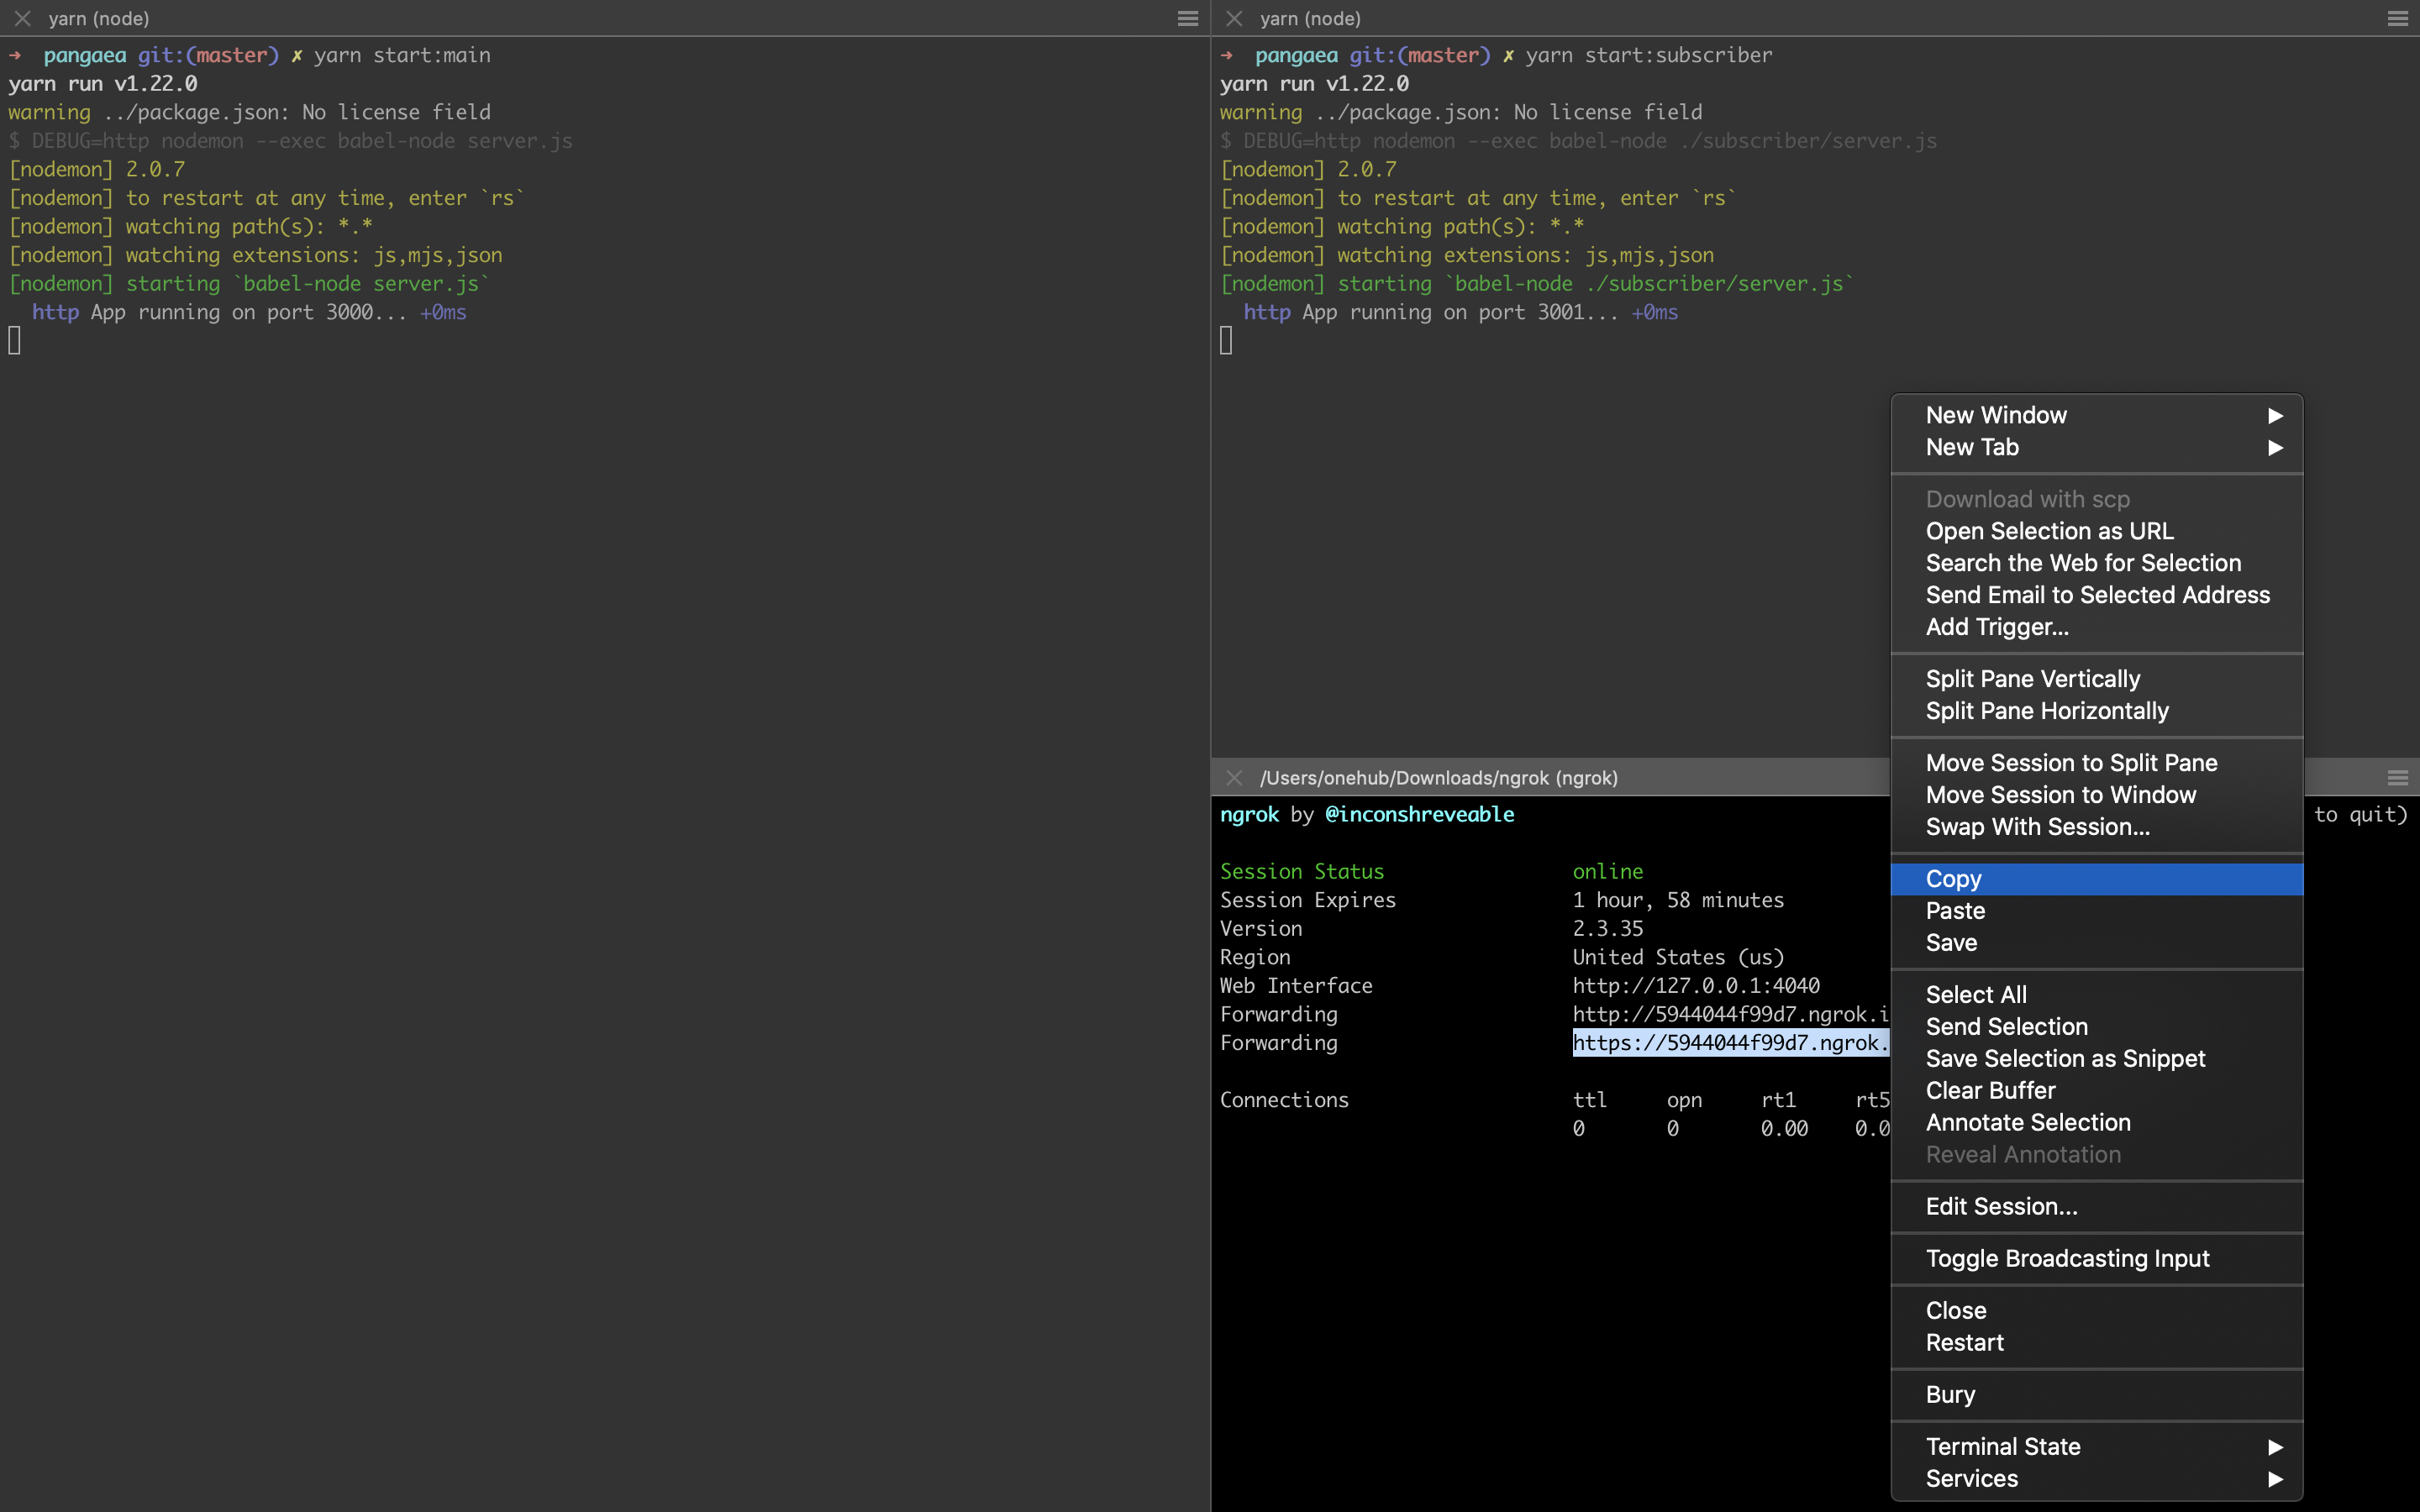 yarn (node)
➜  pangaea git:(master) ✗ yarn start:main
yarn run v1.22.0
warning ../package.json: No license field
$ DEBUG=http nodemon --exec babel-node server.js
[nodemon] 2.0.7
[nodemon] to restart at any time, enter `rs`
[nodemon] watching path(s): *.*
[nodemon] watching extensions: js,mjs,json
[nodemon] starting `babel-node server.js`
http App running on port 3000... +0ms
yarn (node)
➜  pangaea git:(master) ✗ yarn start:subscriber
yarn run v1.22.0
warning ../package.json: No license field
$ DEBUG=http nodemon --exec babel-node ./subscriber/server.js
[nodemon] 2.0.7
[nodemon] to restart at any time, enter `rs`
[nodemon] watching path(s): *.*
[nodemon] watching extensions: js,mjs,json
[nodemon] starting `babel-node ./subscriber/server.js`
http App running on port 3001... +0ms
/Users/onehub/Downloads/ngrok (ngrok)
ngrok by @inconshreveable to quit)
Session Status online
Session Expires 1 hour, 58 minutes
Version 2.3.35
Region United States (us)
Web Interface http://127.0.0.1:4040
Forwarding http://5944044f99d7.ngrok.i
Forwarding https://5944044f99d7.ngrok.
Connections ttl opn rt1 rt5
0 0 0.00 0.0
New Window
New Tab
Download with scp
Open Selection as URL
Search the Web for Selection
Send Email to Selected Address
Add Trigger...
Split Pane Vertically
Split Pane Horizontally
Move Session to Split Pane
Move Session to Window
Swap With Session...
Copy
Paste
Save
Select All
Send Selection
Save Selection as Snippet
Clear Buffer
Annotate Selection
Reveal Annotation
Edit Session...
Toggle Broadcasting Input
Close
Restart
Bury
Terminal State
Services